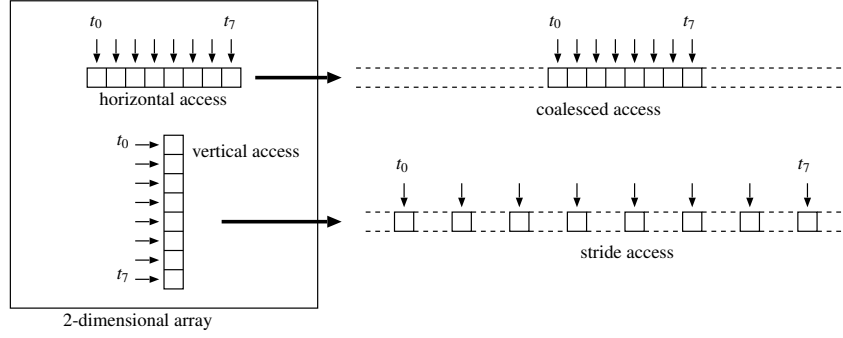 t0 t7 t0 t7
horizontal access
coalesced access
t0
vertical access
t0 t7
t7
stride access
2-dimensional array